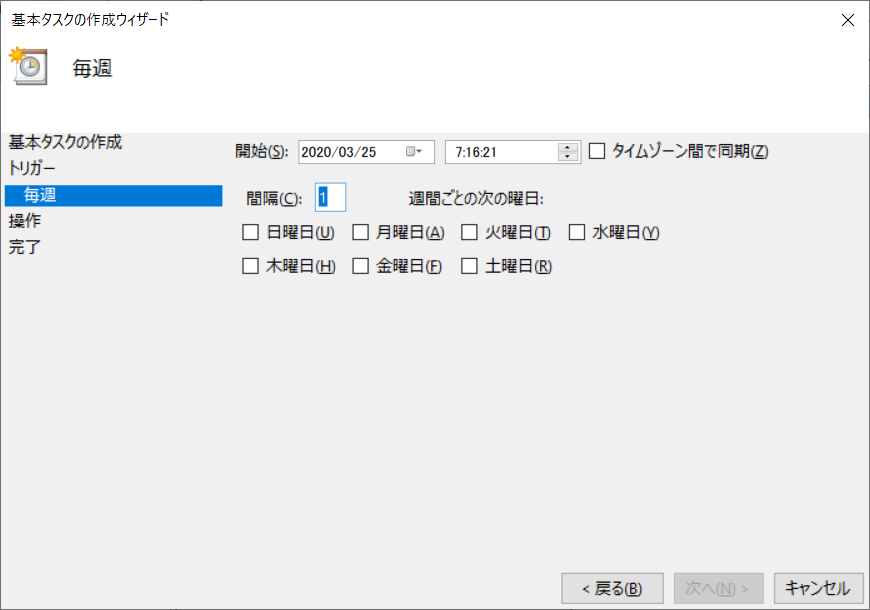 基本タスクの作成ウィザード
毎週
基本タスクの作成
トリガー
毎週
操作
完了
開始(S): 2020/03/25 7:16:21 タイムゾーン間で同期(Z)
間隔(C): 1 週間ごとの次の曜日:
日曜日(U) 月曜日(A) 火曜日(T) 水曜日(Y)
木曜日(H) 金曜日(F) 土曜日(R)
< 戻る(B) 次へ(N) > キャンセル